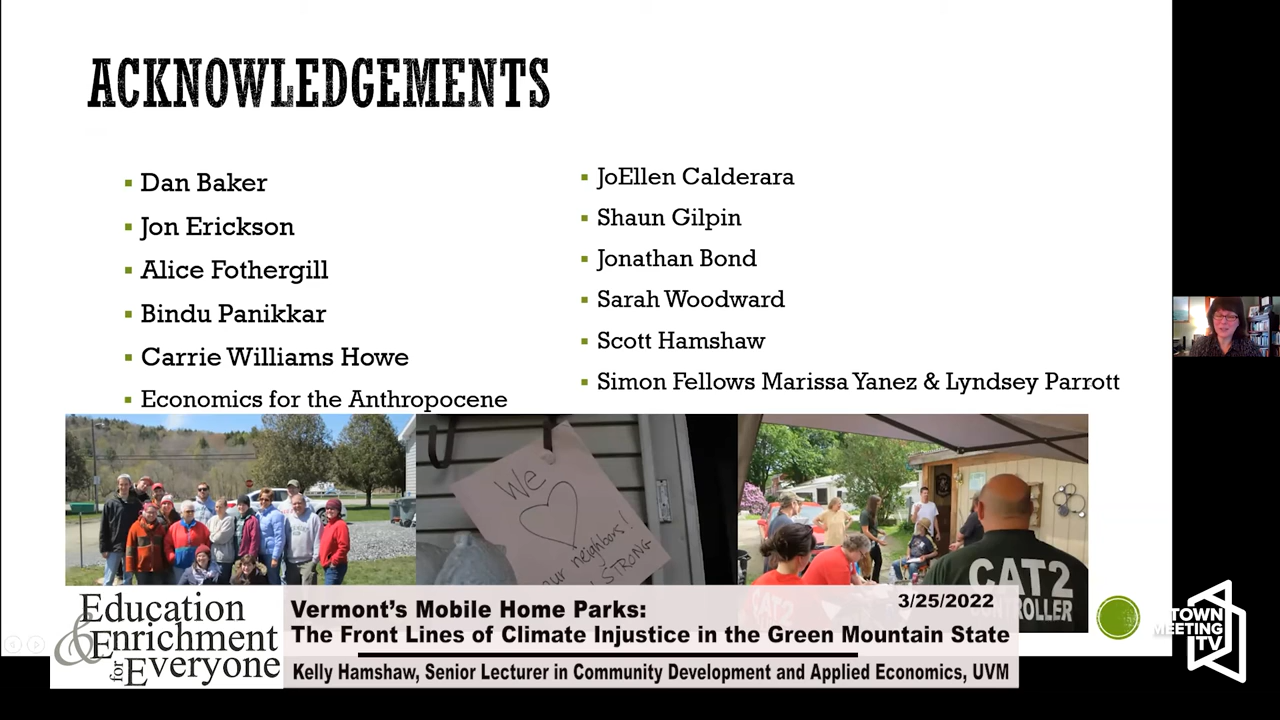 ACKNOWLEDGEMENTS
Dan Baker
Jon Erickson
Alice Fothergill
Bindu Panikkar
Carrie Williams Howe
Economics for the Anthropocene
JoEllen Calderara
Shaun Gilpin
Jonathan Bond
Sarah Woodward
Scott Hamshaw
Simon Fellows Marissa Yanez & Lyndsey Parrott
We
our neighbors!
STRONG
CAT2
CAT2
Education
& Enrichment
for Everyone
3/25/2022
Vermont's Mobile Home Parks:
The Front Lines of Climate Injustice in the Green Mountain State
Kelly Hamshaw, Senior Lecturer in Community Development and Applied Economics, UVM
TOWN
MEETING
TV